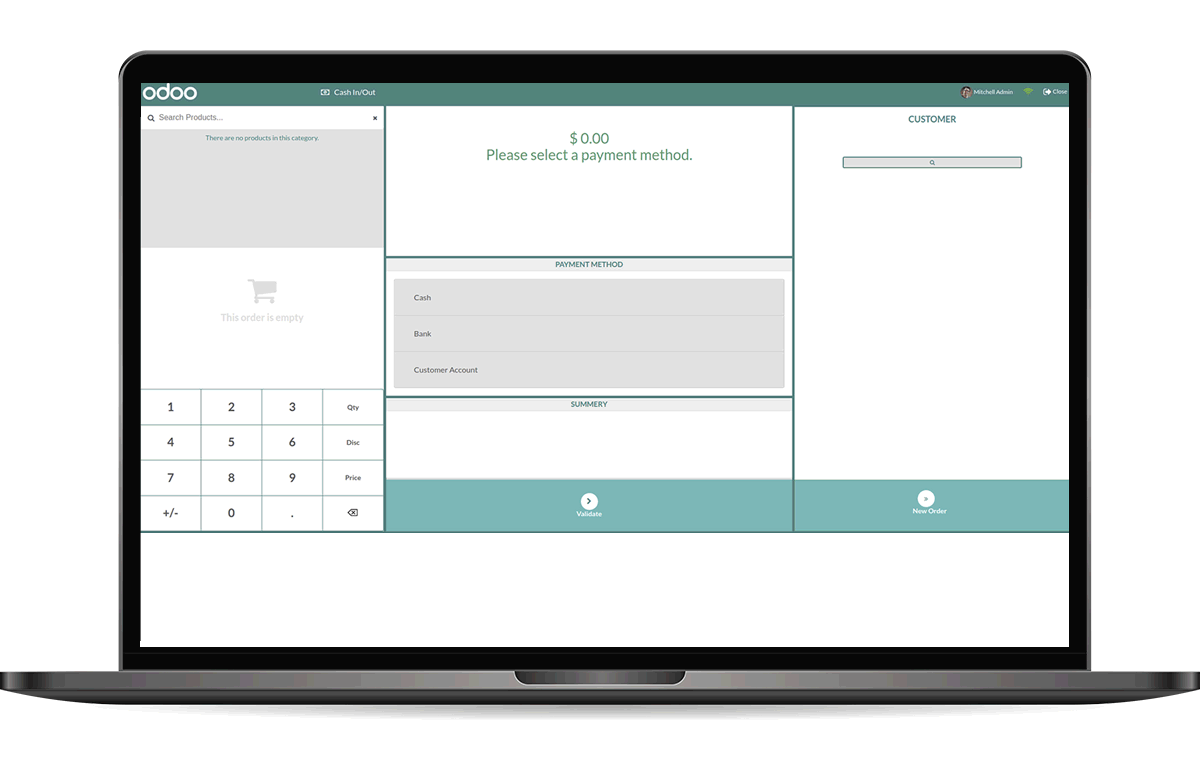 odoo
Cash In/Out
Mitchell Admin
Close
Search Products...
There are no products in this category.
This order is empty
1 2 3 Qty
4 5 6 Disc
7 8 9 Price
+/- 0 .
$ 0.00
Please select a payment method.
PAYMENT METHOD
Cash
Bank
Customer Account
SUMMERY
Validate
CUSTOMER
New Order